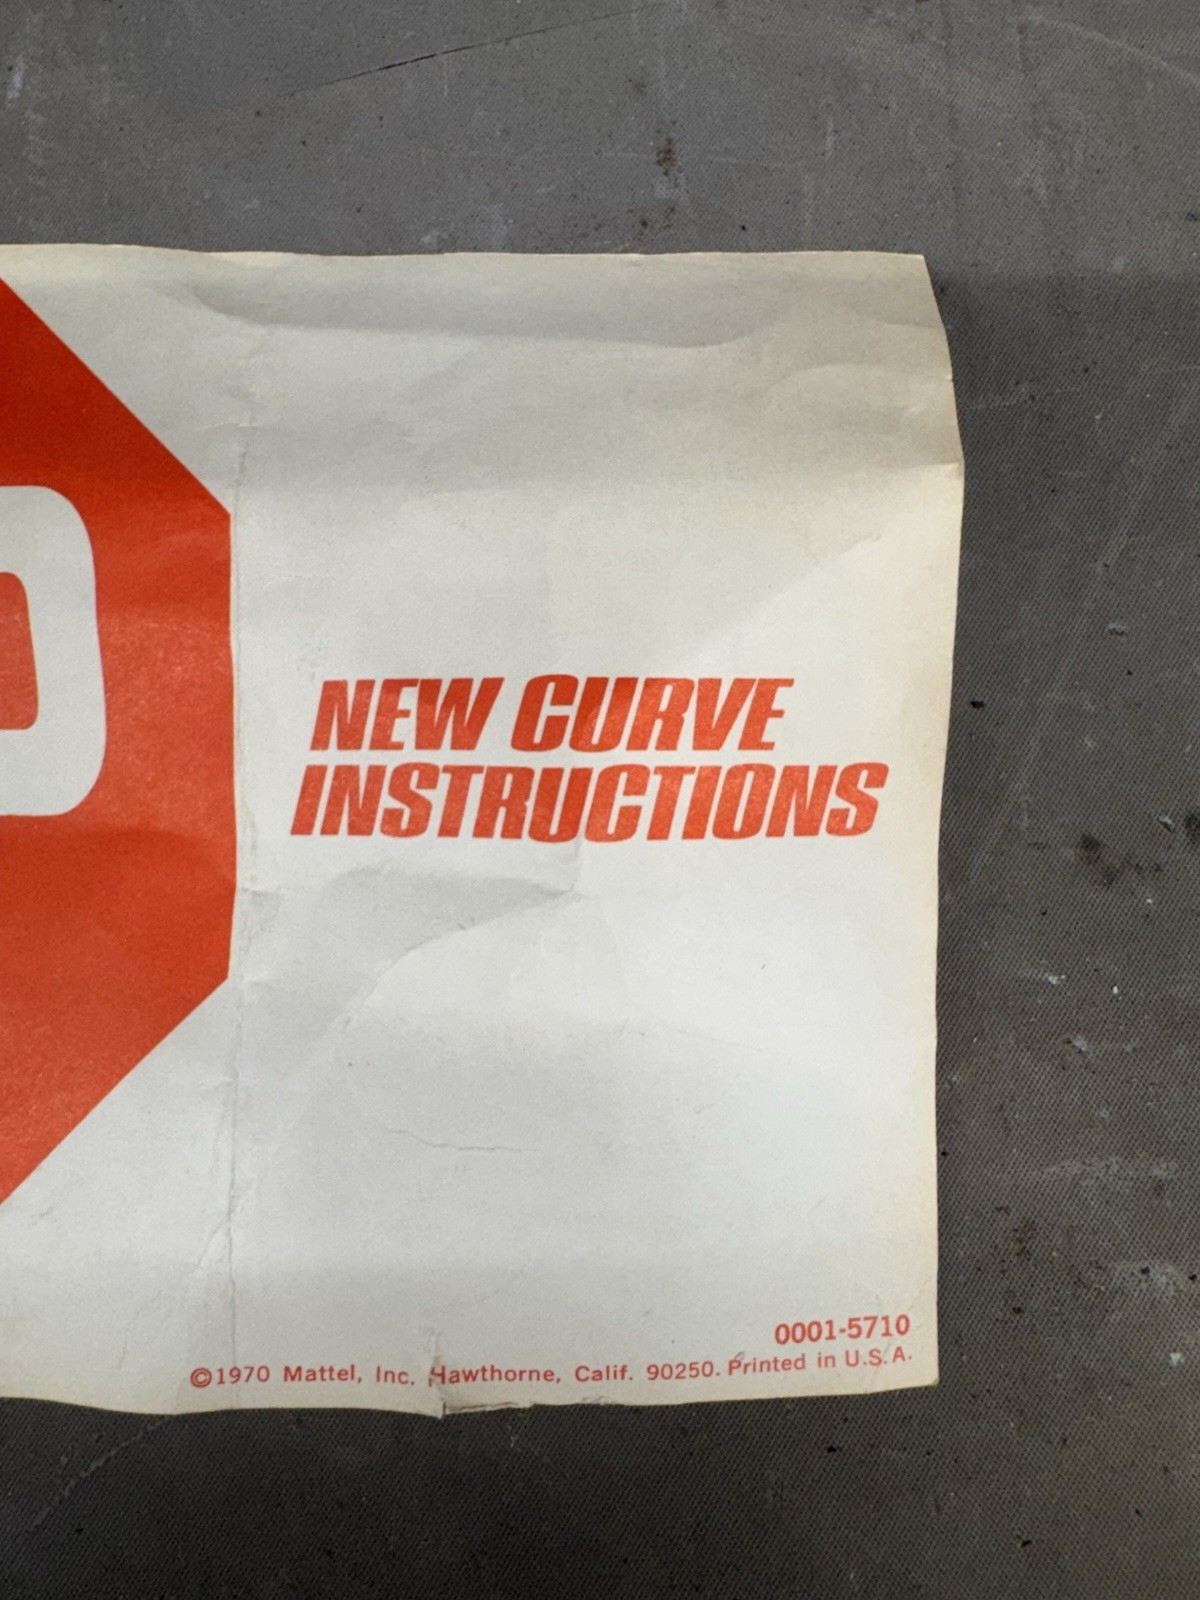 P
NEW CURVE
INSTRUCTIONS
0001-5710
©1970 Mattel, Inc. Hawthorne, Calif. 90250. Printed in U.S.A.